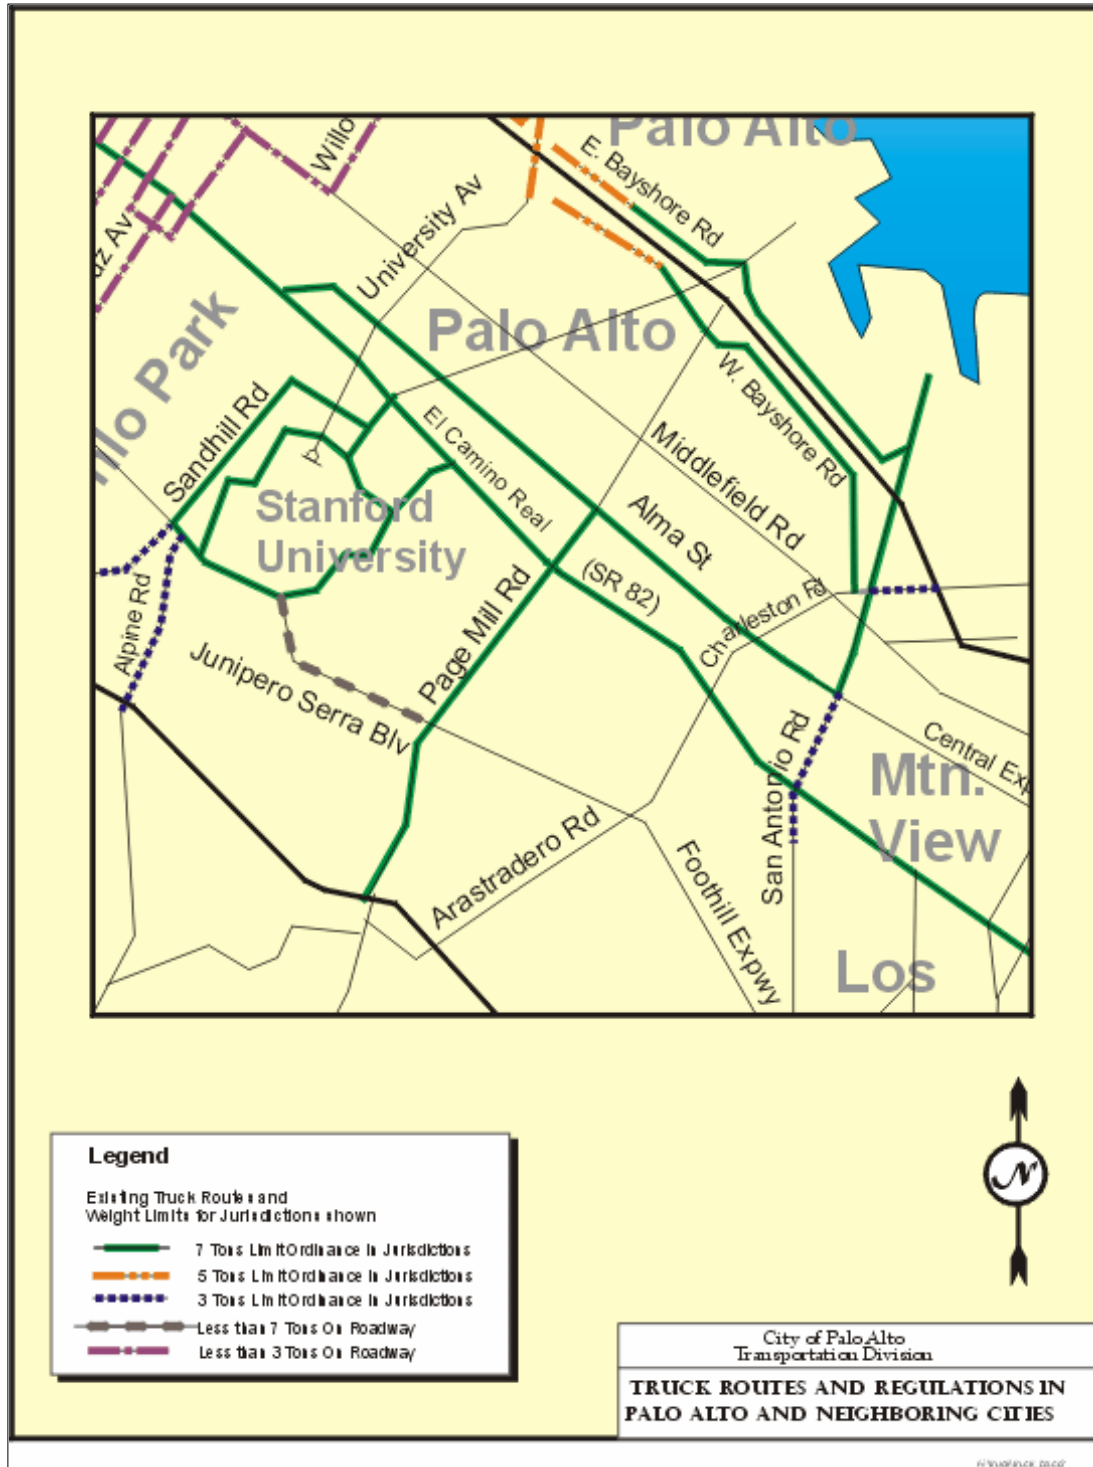 Palo Alto
E. Bayshore Rd
Willo
University Av
uz Av
Palo Alto
llo Park
W. Bayshore Rd
Sandhill Rd
El Camino Real
Middlefield Rd
Stanford
University
Alma St
(SR 82)
Charleston Rd
Alpine Rd
Page Mill Rd
Junipero Serra Blv
San Antonio Rd
Central Exp
Mtn.
View
Arastradero Rd
Foothill Expwy
Los
N
Legend
Existing Truck Routes and
Weight Limits for Jurisdictions shown
7 Tons Limit Ordinance in Jurisdictions
5 Tons Limit Ordinance in Jurisdictions
3 Tons Limit Ordinance in Jurisdictions
Less than 7 Tons On Roadway
Less than 3 Tons On Roadway
City of Palo Alto
Transportation Division
TRUCK ROUTES AND REGULATIONS IN
PALO ALTO AND NEIGHBORING CITIES